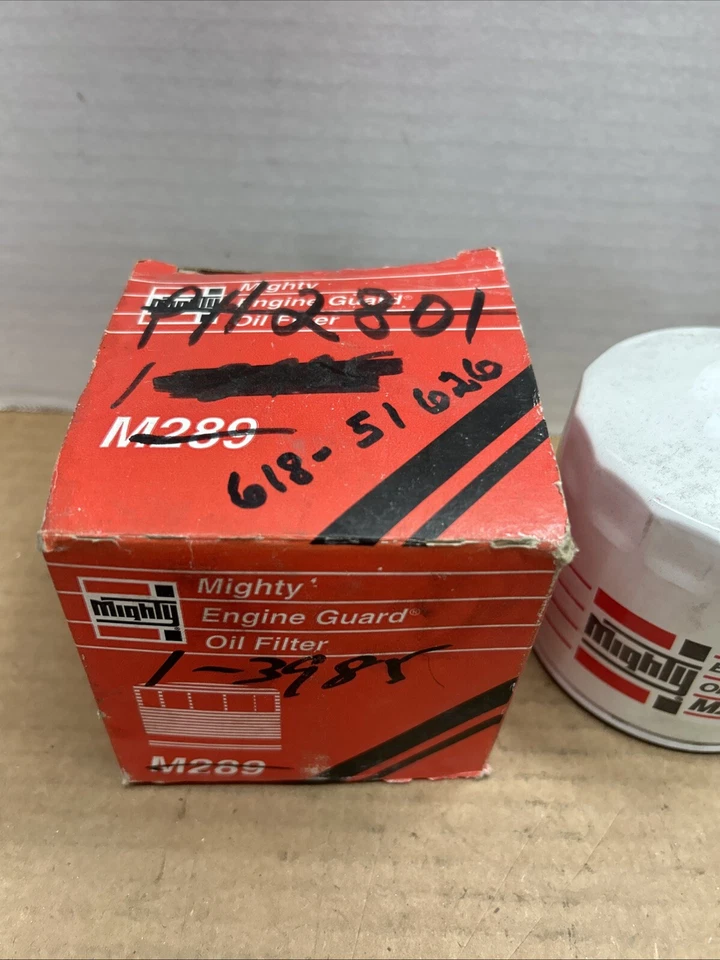 Mighty
Engine Guard®
Oil Filter
PH2801
1
M289
618-51626
Mighty
Mighty
Engine Guard®
Oil Filter
1-3985
M289
Mighty